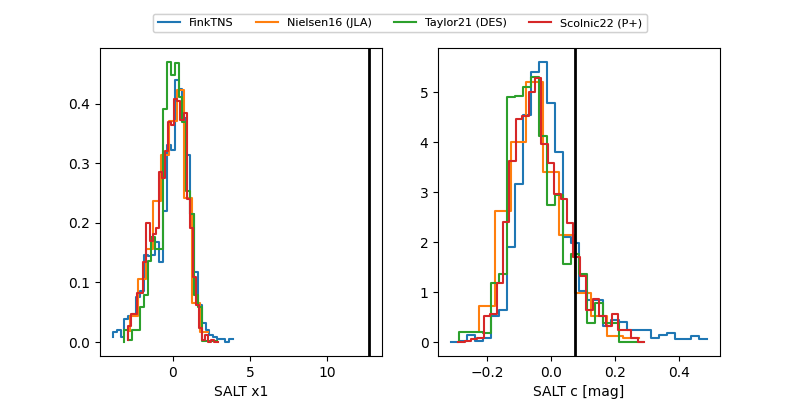 FinkTNS Nielsen16 (JLA) Taylor21 (DES) Scolnic22 (P+)
0.4
0.3
0.2
0.1
0.0
0 5 10
SALT x1
5
4
3
2
1
0
−0.2 0.0 0.2 0.4
SALT c [mag]